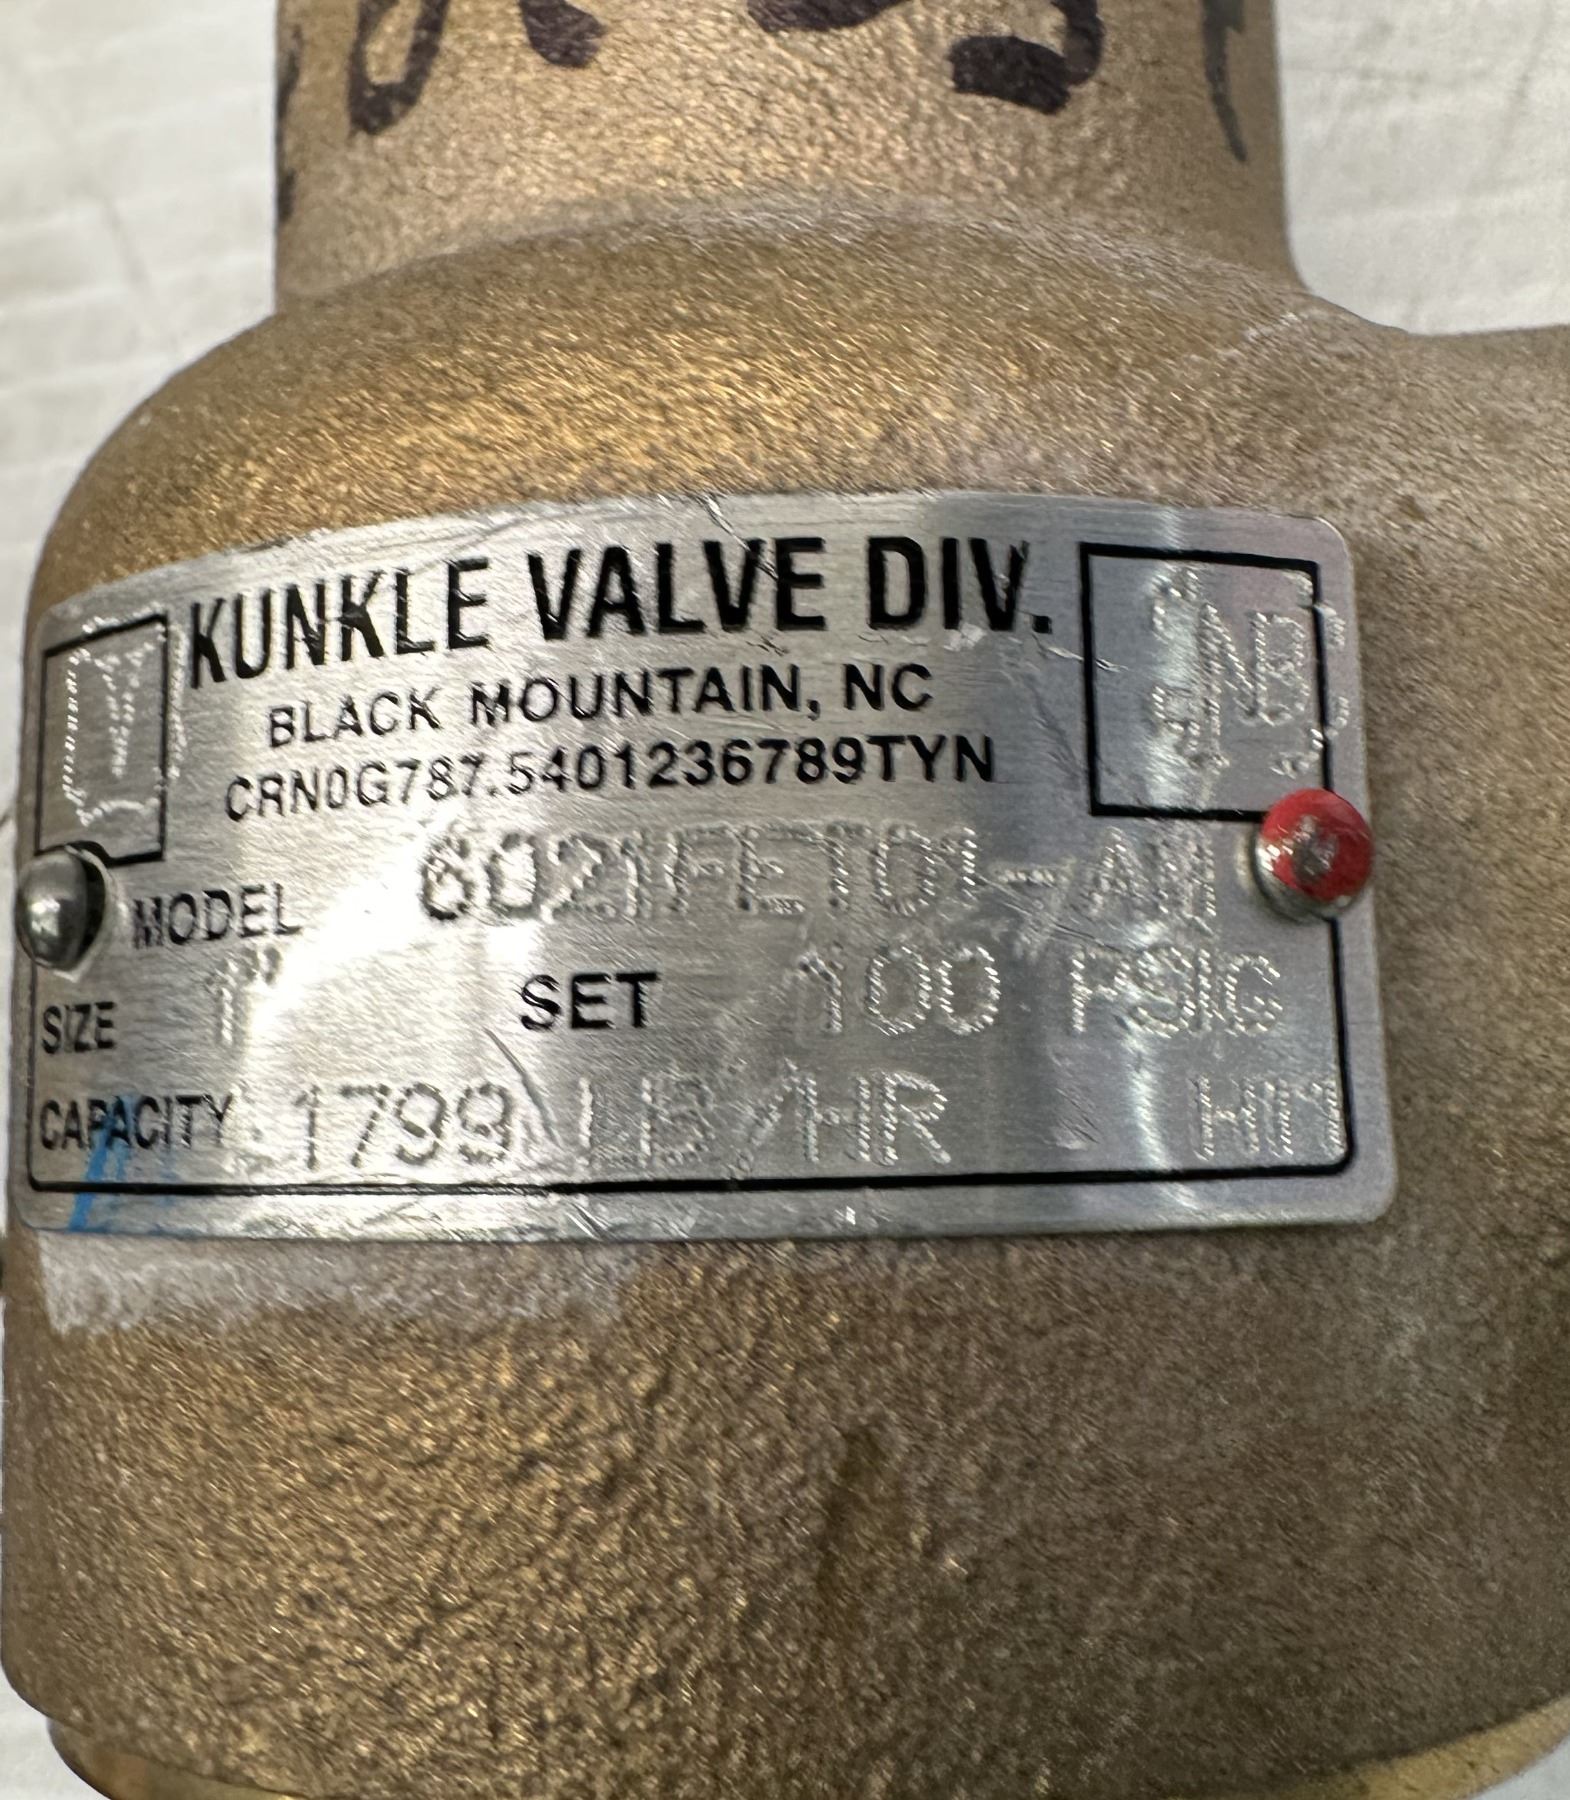 KUNKLE VALVE DIV.
BLACK MOUNTAIN, NC
CRN0G787.5401236789TYN
MODEL 6021FET01-AM
SIZE 1" SET 100 PSIG
CAPACITY 1799 LB/HR
V
NB